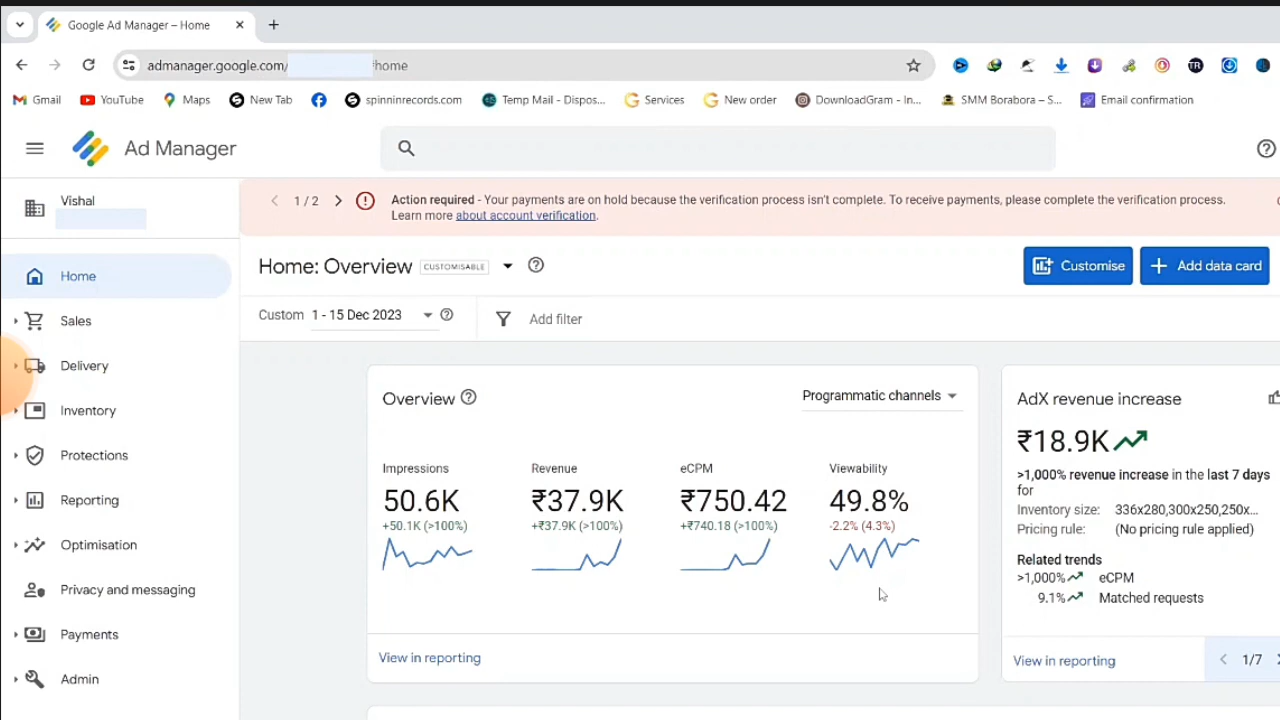 Google Ad Manager – Home
admanager.google.com/
home
Gmail
YouTube
Maps
New Tab
spinninrecords.com
Temp Mail - Dispos...
Services
New order
DownloadGram - In...
SMM Borabora – S...
Email confirmation
TR
Ad Manager
Vishal
1 / 2
Action required - Your payments are on hold because the verification process isn't complete. To receive payments, please complete the verification process.
Learn more about account verification.
Home: Overview CUSTOMISABLE
Customise
Add data card
Custom 1 - 15 Dec 2023
Add filter
Home
Sales
Delivery
Inventory
Protections
Reporting
Optimisation
Privacy and messaging
Payments
Admin
Overview
Programmatic channels
Impressions
50.6K
+50.1K (>100%)
Revenue
₹37.9K
+₹37.9K (>100%)
eCPM
₹750.42
+₹740.18 (>100%)
Viewability
49.8%
-2.2% (4.3%)
View in reporting
AdX revenue increase
₹18.9K
>1,000% revenue increase in the last 7 days
for
Inventory size: 336x280,300x250,250x...
Pricing rule: (No pricing rule applied)
Related trends
>1,000% eCPM
9.1% Matched requests
View in reporting
1/7